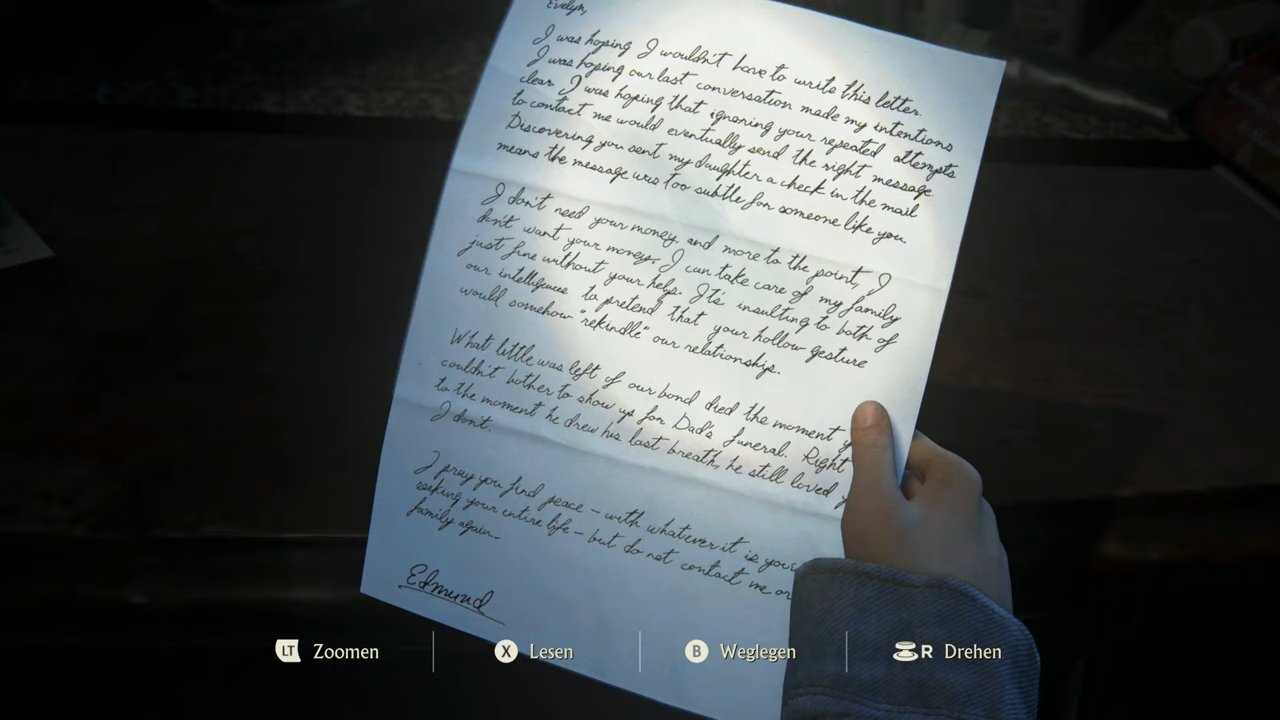 Evelyn,
I was hoping I wouldn't have to write this letter.
I was hoping our last conversation made my intentions
clear. I was hoping that ignoring your repeated attempts
to contact me would eventually send the right message.
Discovering you sent my daughter a check in the mail
means the message was too subtle for someone like you.
I don't need your money, and more to the point, I
don't want your money. I can take care of my family
just fine without your help. It's insulting to both of
our intelligences to pretend that your hollow gesture
would somehow "rekindle" our relationship.
What little was left of our bond died the moment y
couldn't bother to show up for Dad's funeral. Right
to the moment he drew his last breath, he still loved y
I don't.
I pray you find peace – with whatever it is you
seeking your entire life – but do not contact me or
family again.
Edmund
LT Zoomen
X Lesen
B Weglegen
R Drehen